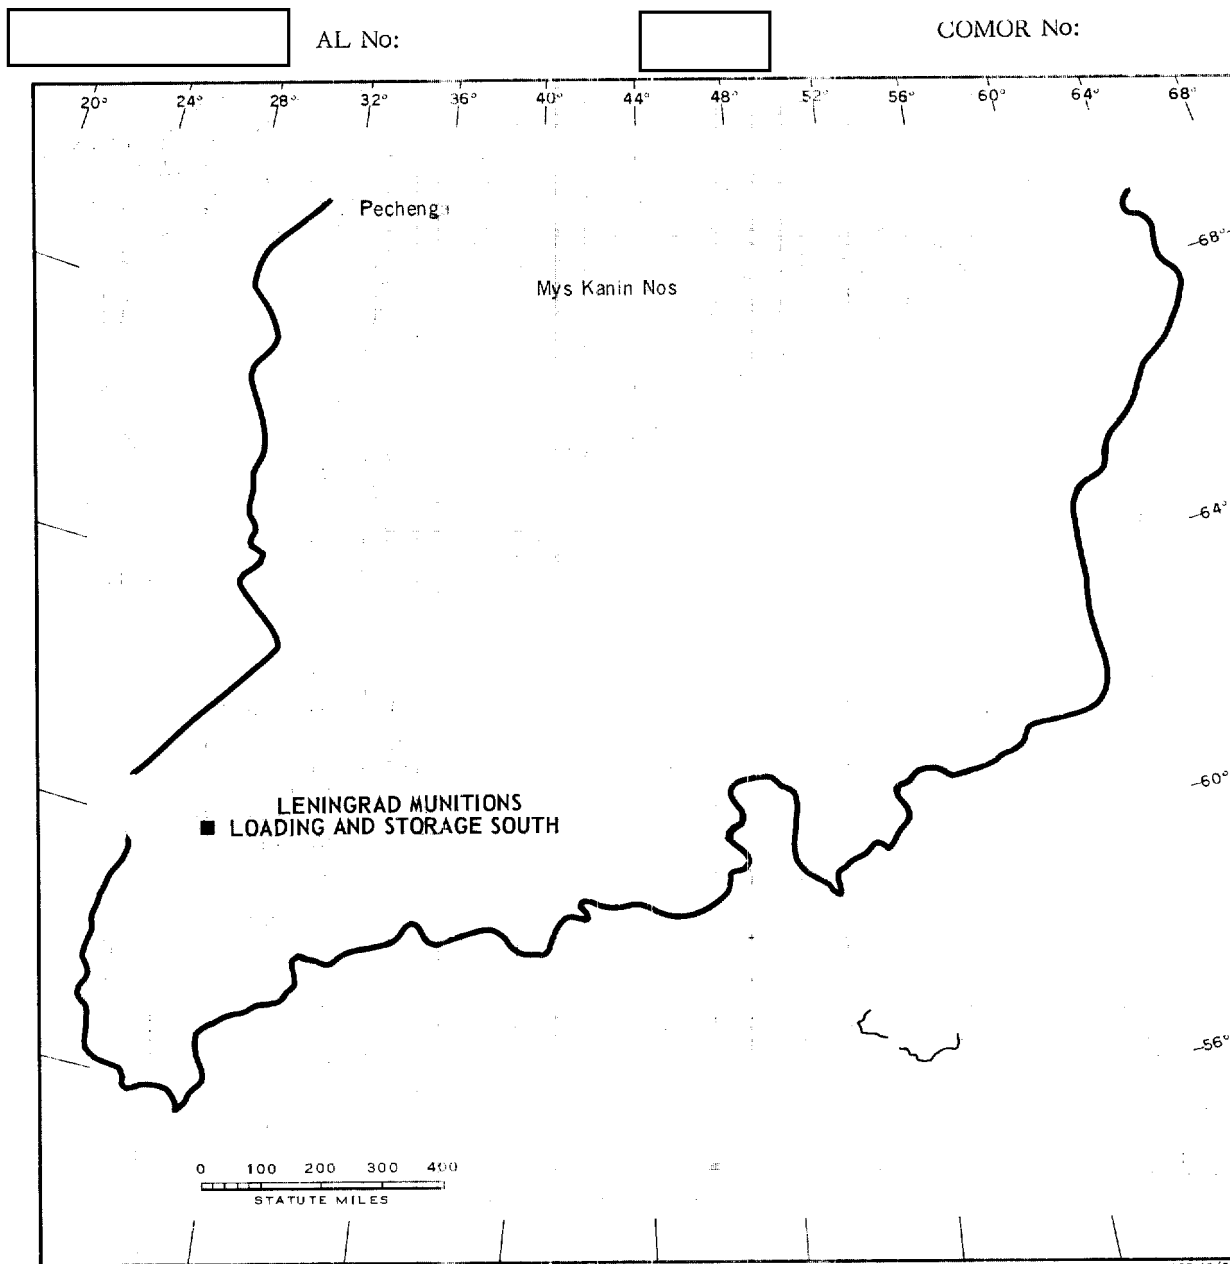 AL No:
COMOR No:
20° 24° 28° 32° 36° 40° 44° 48° 52° 56° 60° 64° 68°
Pechenga
68°
Mys Kanin Nos
64°
60°
LENINGRAD MUNITIONS
LOADING AND STORAGE SOUTH
56°
0 100 200 300 400
STATUTE MILES